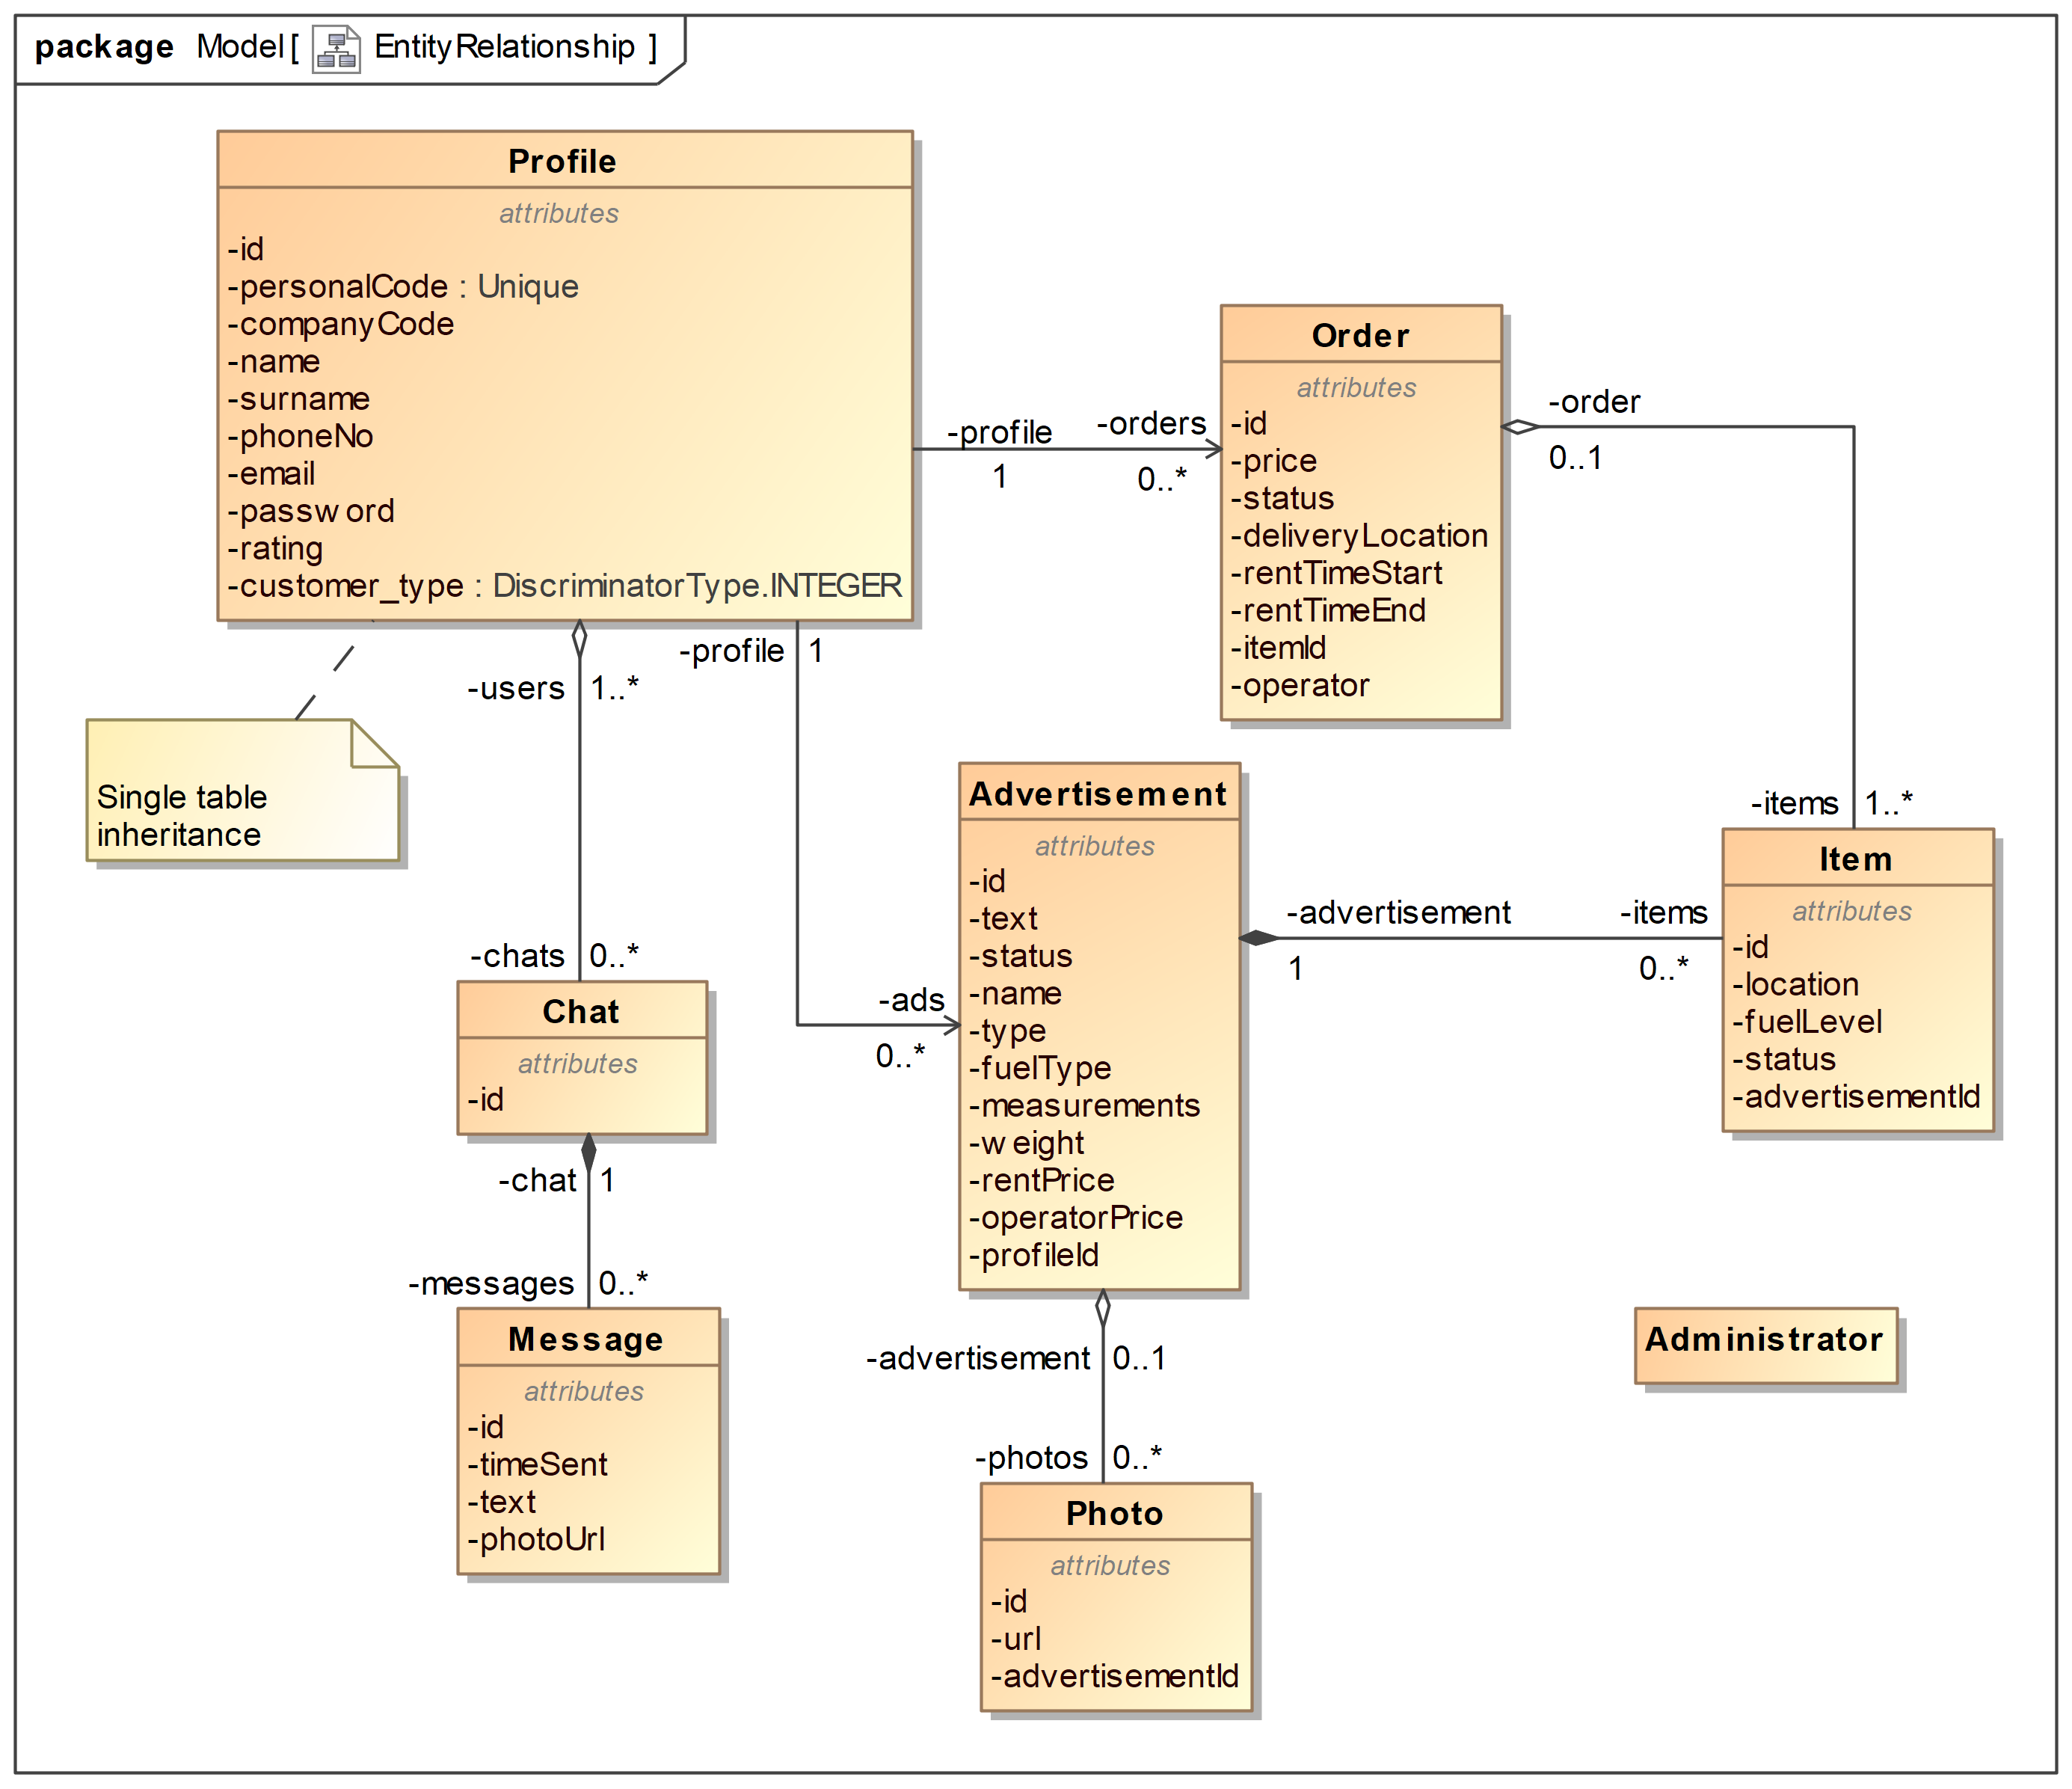 package Model[ EntityRelationship ]
Profile
attributes
-id
-personalCode : Unique
-companyCode
-name
-surname
-phoneNo
-email
-password
-rating
-customer_type : DiscriminatorType.INTEGER
-profile
1
-orders
0..*
Order
attributes
-id
-price
-status
-deliveryLocation
-rentTimeStart
-rentTimeEnd
-itemId
-operator
-order
0..1
-items 1..*
-users 1..*
-profile 1
Single table
inheritance
-chats 0..*
Chat
attributes
-id
-chat 1
-messages 0..*
Message
attributes
-id
-timeSent
-text
-photoUrl
-ads
0..*
Advertisement
attributes
-id
-text
-status
-name
-type
-fuelType
-measurements
-weight
-rentPrice
-operatorPrice
-profileId
-advertisement
1
-items
0..*
Item
attributes
-id
-location
-fuelLevel
-status
-advertisementId
-advertisement 0..1
-photos 0..*
Photo
attributes
-id
-url
-advertisementId
Administrator